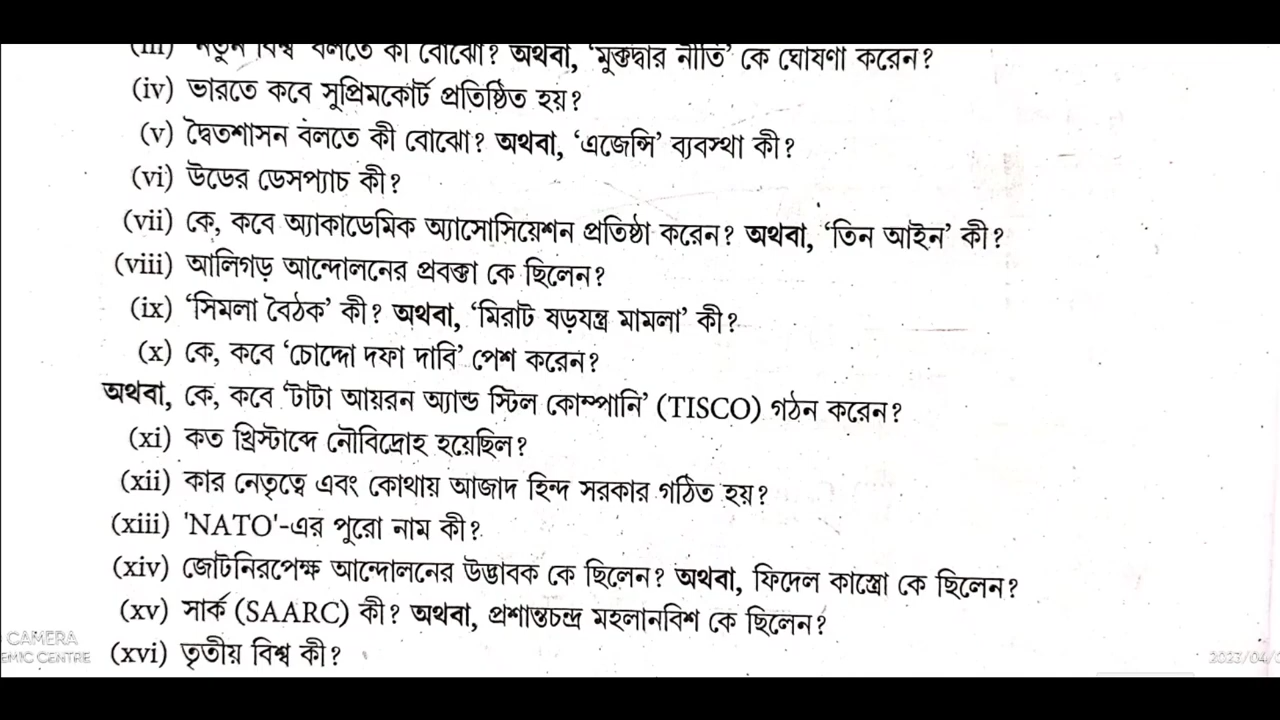 (iii) নতুন বিশ্ব বলতে কী বোঝো? অথবা, ‘মুক্তদ্বার নীতি’ কে ঘোষণা করেন?
(iv) ভারতে কবে সুপ্রিমকোর্ট প্রতিষ্ঠিত হয়?
(v) দ্বৈতশাসন বলতে কী বোঝো? অথবা, ‘এজেন্সি’ ব্যবস্থা কী?
(vi) উডের ডেসপ্যাচ কী?
(vii) কে, কবে অ্যাকাডেমিক অ্যাসোসিয়েশন প্রতিষ্ঠা করেন? অথবা, ‘তিন আইন’ কী?
(viii) আলিগড় আন্দোলনের প্রবক্তা কে ছিলেন?
(ix) ‘সিমলা বৈঠক’ কী? অথবা, ‘মিরাট ষড়যন্ত্র মামলা’ কী?
(x) কে, কবে ‘চোদ্দো দফা দাবি’ পেশ করেন?
অথবা, কে, কবে ‘টাটা আয়রন অ্যান্ড স্টিল কোম্পানি’ (TISCO) গঠন করেন?
(xi) কত খ্রিস্টাব্দে নৌবিদ্রোহ হয়েছিল?
(xii) কার নেতৃত্বে এবং কোথায় আজাদ হিন্দ সরকার গঠিত হয়?
(xiii) 'NATO'-এর পুরো নাম কী?
(xiv) জোটনিরপেক্ষ আন্দোলনের উদ্ভাবক কে ছিলেন? অথবা, ফিদেল কাস্ত্রো কে ছিলেন?
(xv) সার্ক (SAARC) কী? অথবা, প্রশান্তচন্দ্র মহলানবিশ কে ছিলেন?
(xvi) তৃতীয় বিশ্ব কী?
CAMERA
EMIC CENTRE
2023/04/